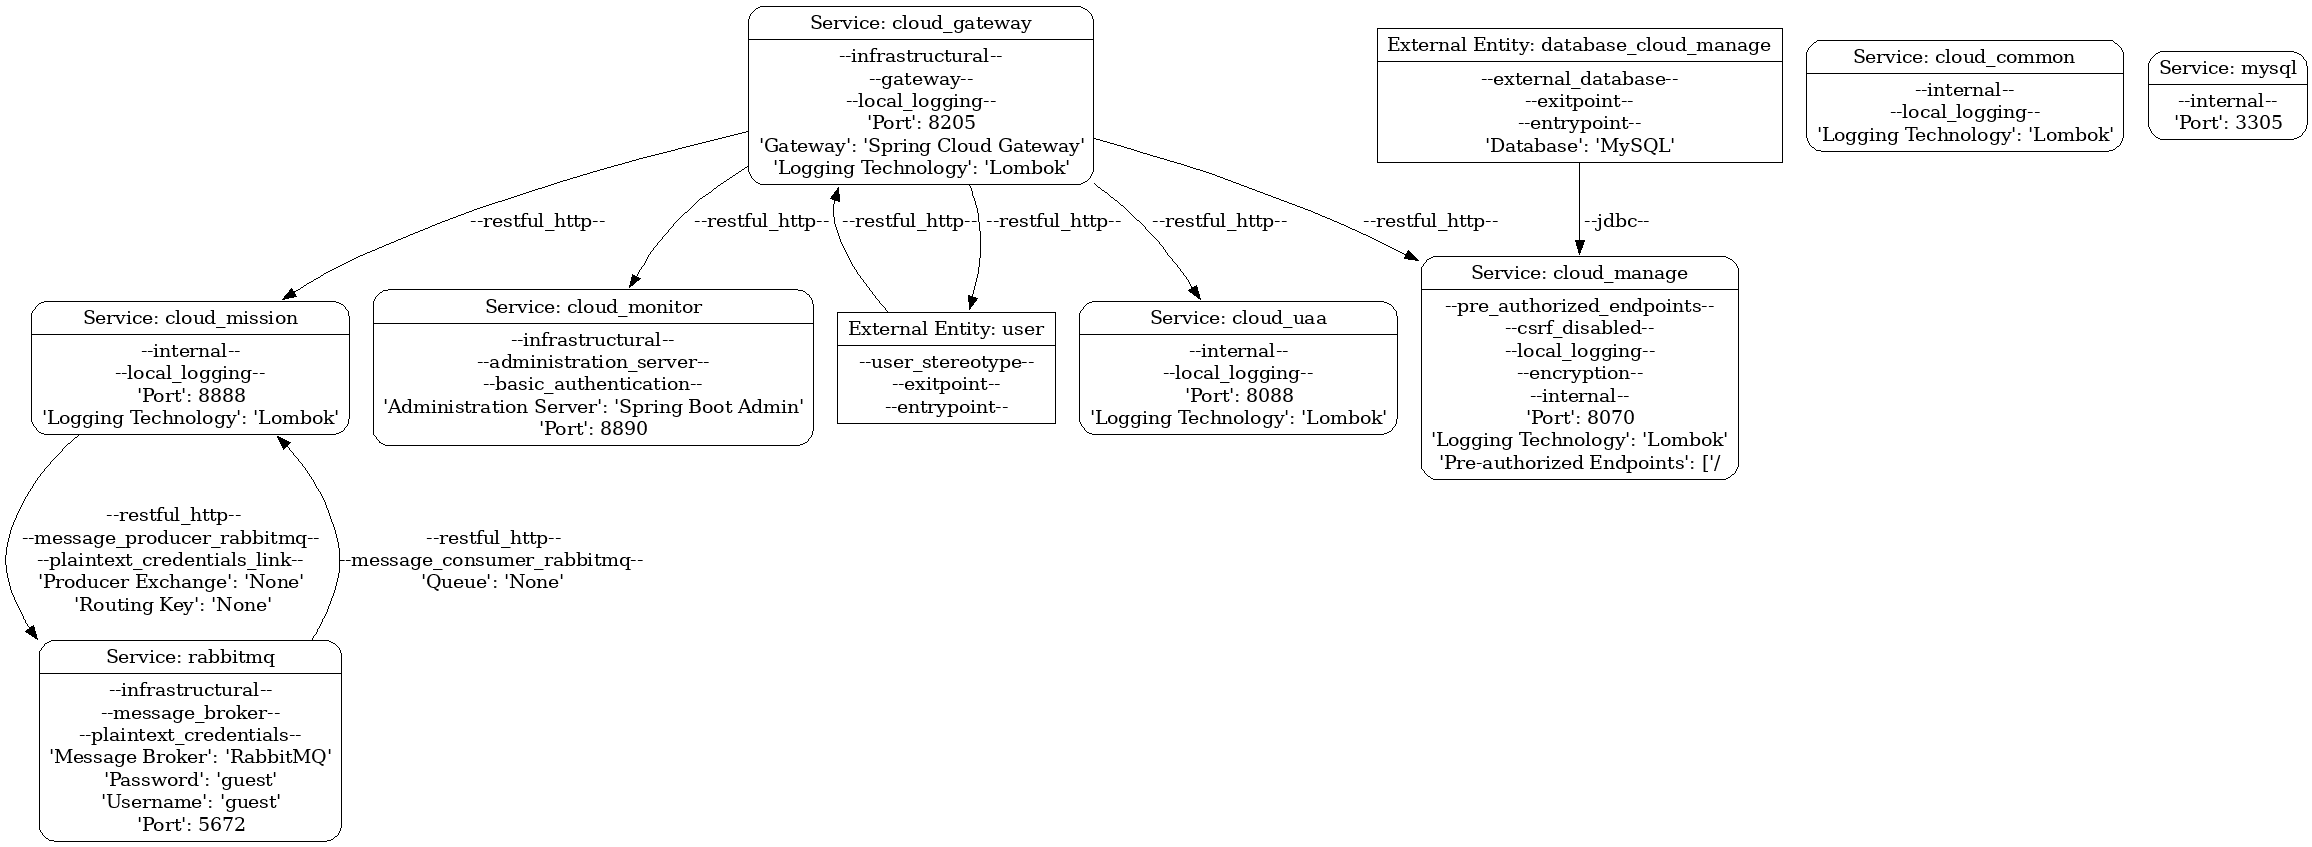 Service: cloud_gateway
--infrastructural--
--gateway--
--local_logging--
'Port': 8205
'Gateway': 'Spring Cloud Gateway'
'Logging Technology': 'Lombok'
External Entity: database_cloud_manage
--external_database--
--exitpoint--
--entrypoint--
'Database': 'MySQL'
Service: cloud_common
--internal--
--local_logging--
'Logging Technology': 'Lombok'
Service: mysql
--internal--
'Port': 3305
--restful_http--
--restful_http--
--restful_http--
--restful_http--
--restful_http--
--restful_http--
--jdbc--
Service: cloud_mission
--internal--
--local_logging--
'Port': 8888
'Logging Technology': 'Lombok'
Service: cloud_monitor
--infrastructural--
--administration_server--
--basic_authentication--
'Administration Server': 'Spring Boot Admin'
'Port': 8890
External Entity: user
--user_stereotype--
--exitpoint--
--entrypoint--
Service: cloud_uaa
--internal--
--local_logging--
'Port': 8088
'Logging Technology': 'Lombok'
Service: cloud_manage
--pre_authorized_endpoints--
--csrf_disabled--
--local_logging--
--encryption--
--internal--
'Port': 8070
'Logging Technology': 'Lombok'
'Pre-authorized Endpoints': ['/
--restful_http--
--message_producer_rabbitmq--
--plaintext_credentials_link--
'Producer Exchange': 'None'
'Routing Key': 'None'
--restful_http--
--message_consumer_rabbitmq--
'Queue': 'None'
Service: rabbitmq
--infrastructural--
--message_broker--
--plaintext_credentials--
'Message Broker': 'RabbitMQ'
'Password': 'guest'
'Username': 'guest'
'Port': 5672